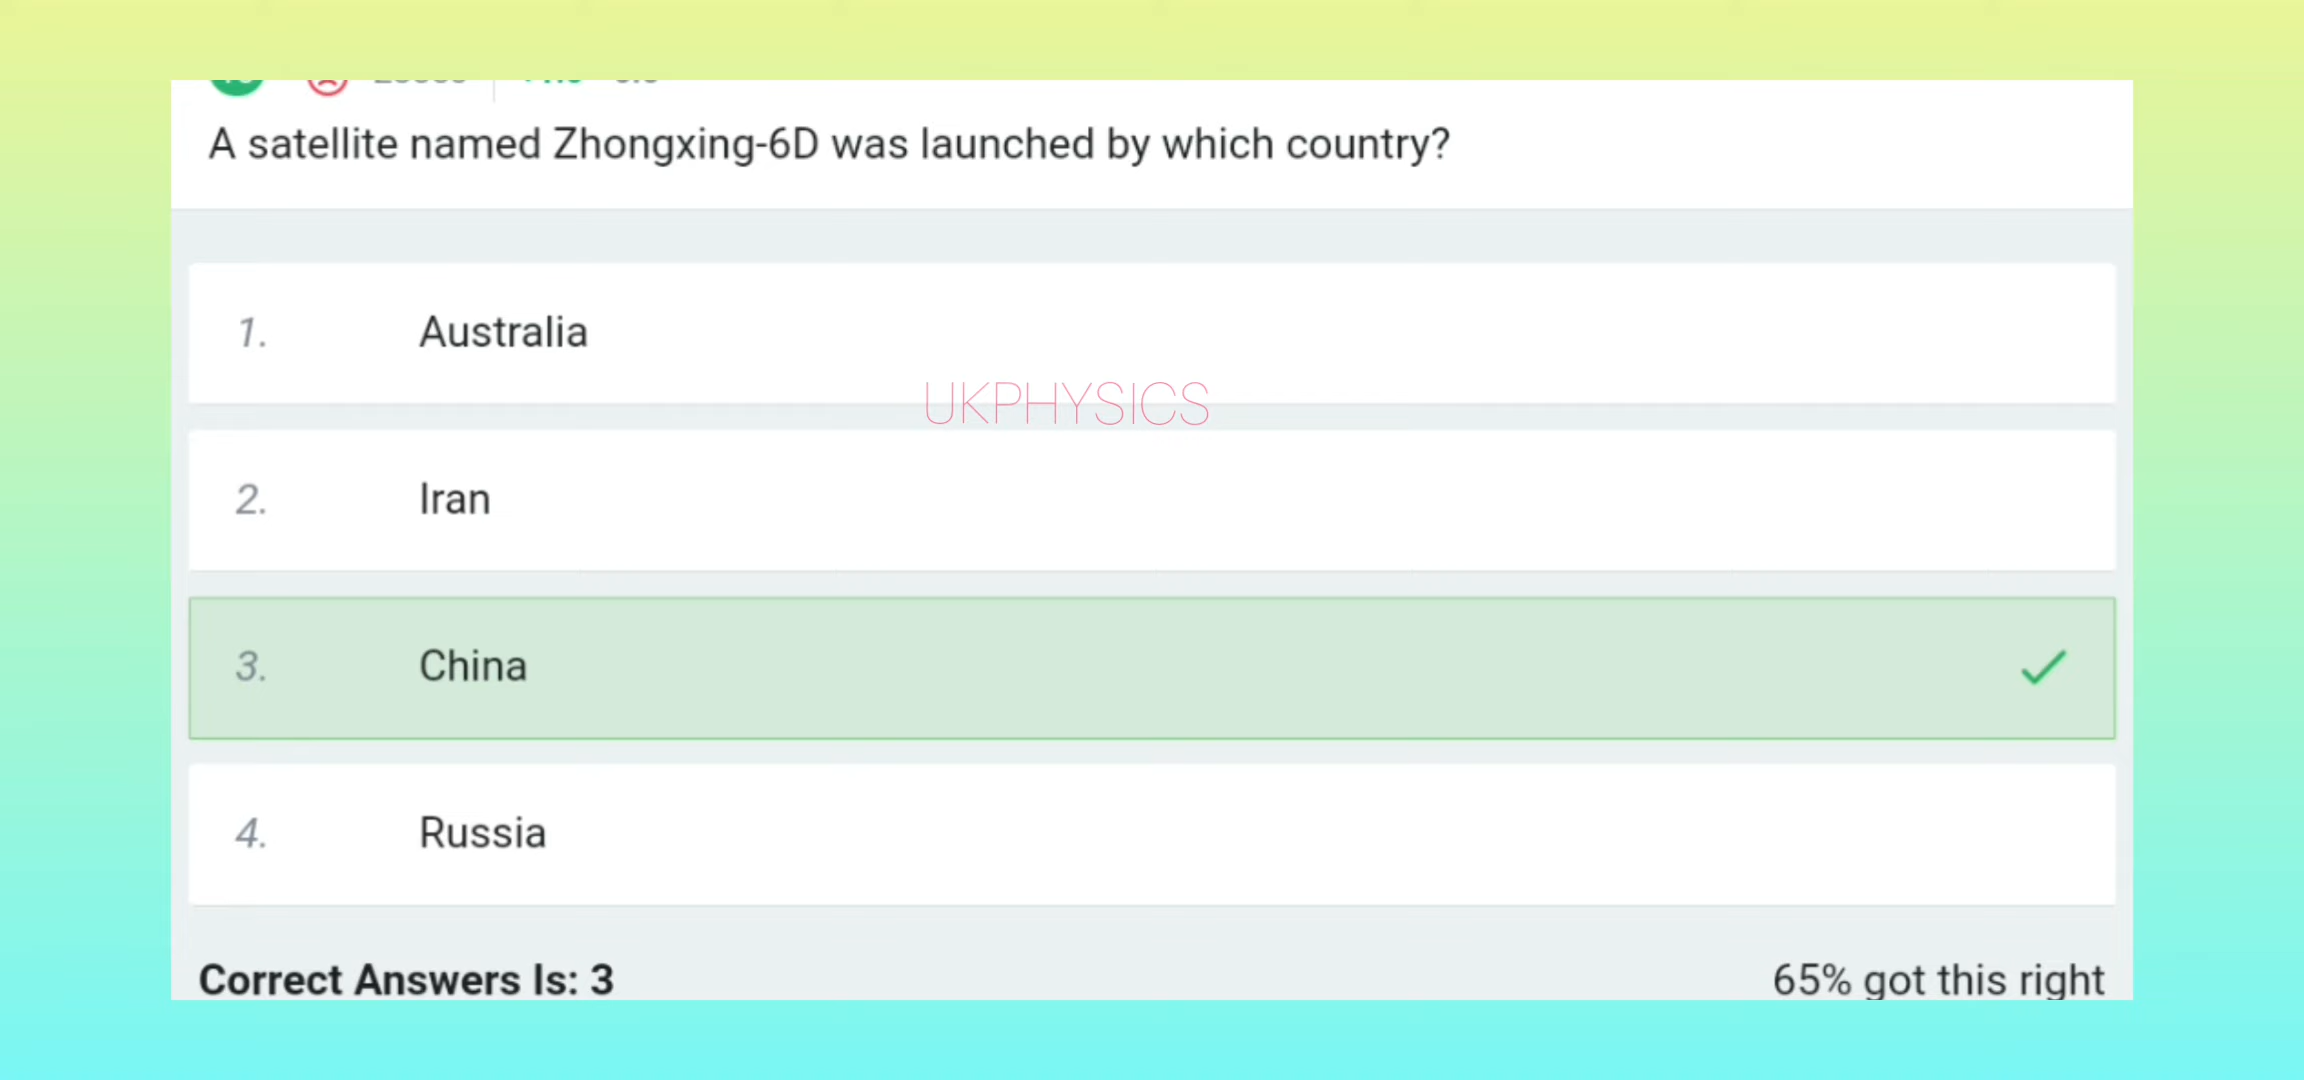 A satellite named Zhongxing-6D was launched by which country?
1. Australia
UKPHYSICS
2. Iran
3. China
4. Russia
Correct Answers Is: 3
65% got this right